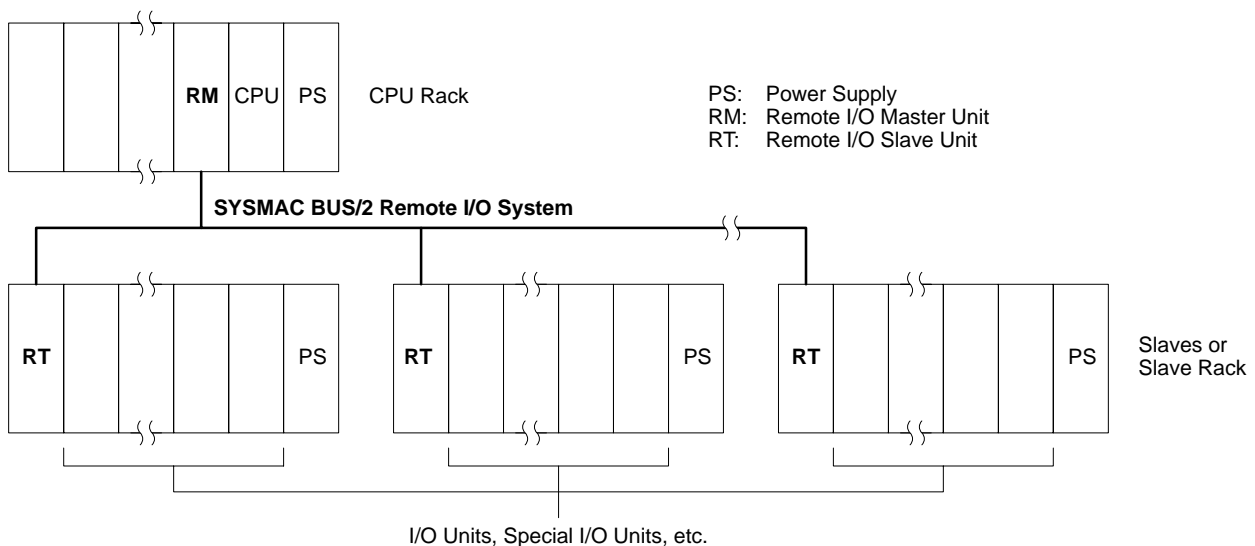 RM CPU PS CPU Rack
PS: Power Supply
RM: Remote I/O Master Unit
RT: Remote I/O Slave Unit
SYSMAC BUS/2 Remote I/O System
RT PS RT PS RT PS
Slaves or
Slave Rack
I/O Units, Special I/O Units, etc.